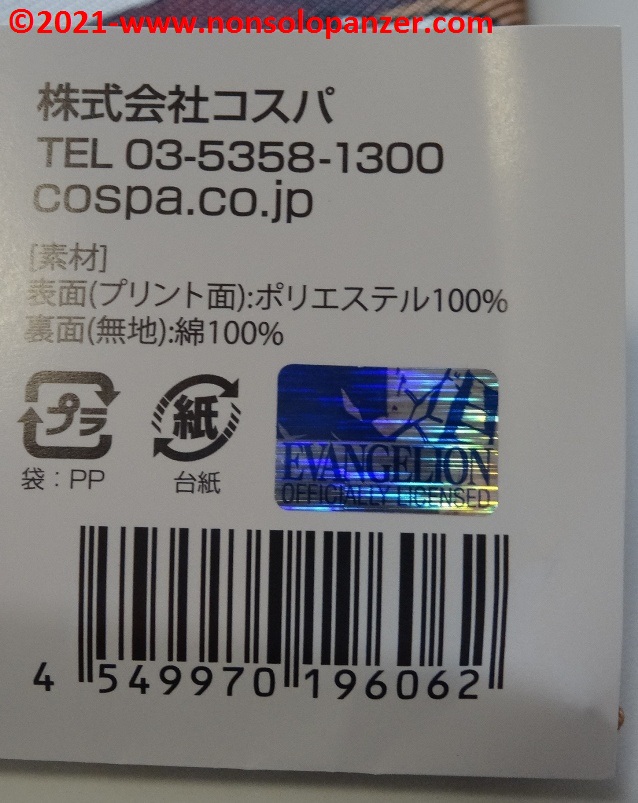 ©2021-www.nonsolopanzer.com
株式会社コスパ
TEL 03-5358-1300
cospa.co.jp
[素材]
表面(プリント面):ポリエステル100%
裏面(無地):綿100%
プラ
紙
袋：PP
台紙
EVANGELION
OFFICIALLY LICENSED
4 549970 196062